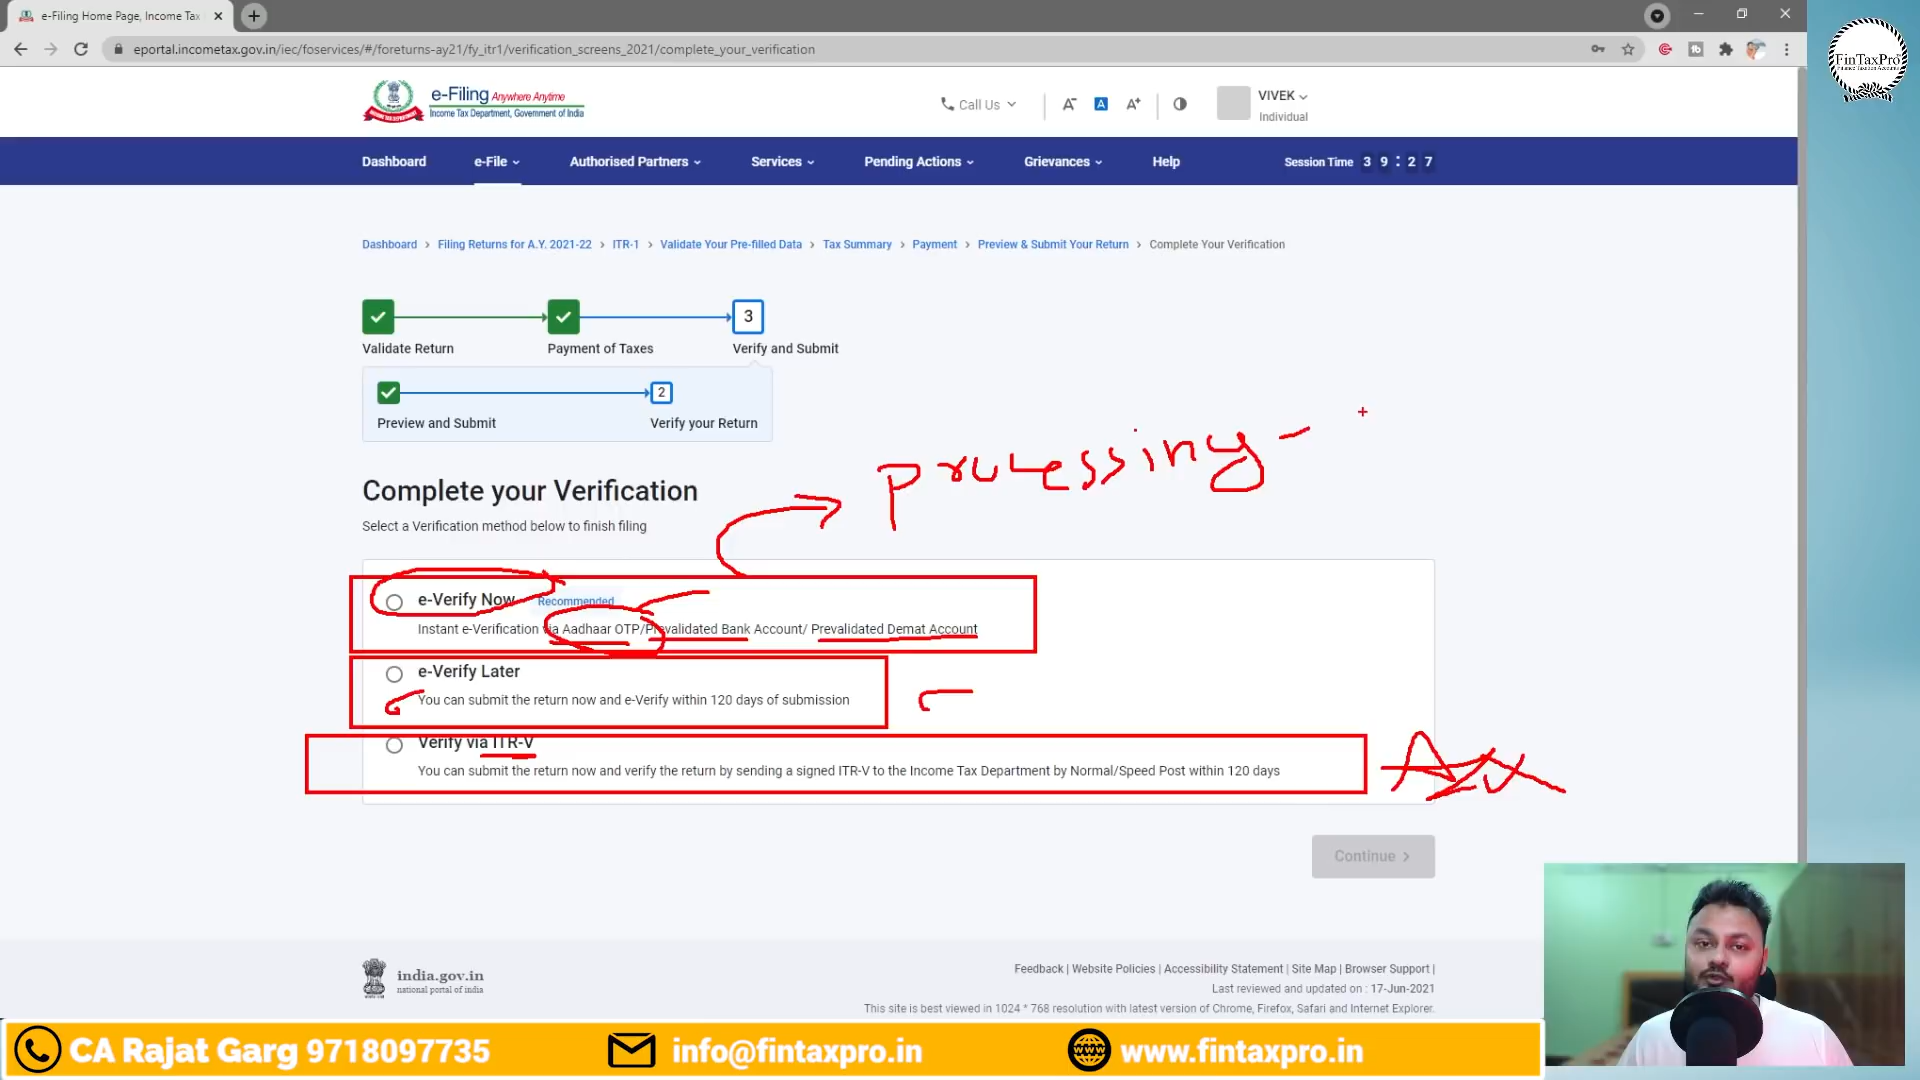 e-Filing Home Page, Income Tax
FinTaxPro
eportal.incometax.gov.in/iec/foservices/#/foreturns-ay21/fy_itr1/verification_screens_2021/complete_your_verification
e-Filing Anywhere Anytime
Income Tax Department, Government of India
Call Us
A-
A
A+
VIVEK
Individual
Dashboard e-File Authorised Partners Services Pending Actions Grievances Help Session Time 39:27
Dashboard > Filing Returns for A.Y. 2021-22 > ITR-1 > Validate Your Pre-filled Data > Tax Summary > Payment > Preview & Submit Your Return > Complete Your Verification
3
Validate Return Payment of Taxes Verify and Submit
2
Preview and Submit Verify your Return
Processing -
Complete your Verification
Select a Verification method below to finish filing
e-Verify Now Recommended
Instant e-Verification via Aadhaar OTP/Prevalidated Bank Account/ Prevalidated Demat Account
e-Verify Later
You can submit the return now and e-Verify within 120 days of submission
Verify via ITR-V
You can submit the return now and verify the return by sending a signed ITR-V to the Income Tax Department by Normal/Speed Post within 120 days
Continue >
india.gov.in
national portal of india
Feedback | Website Policies | Accessibility Statement | Site Map | Browser Support |
Last reviewed and updated on : 17-Jun-2021
This site is best viewed in 1024 * 768 resolution with latest version of Chrome, Firefox, Safari and Internet Explorer.
CA Rajat Garg 9718097735 info@fintaxpro.in www.fintaxpro.in